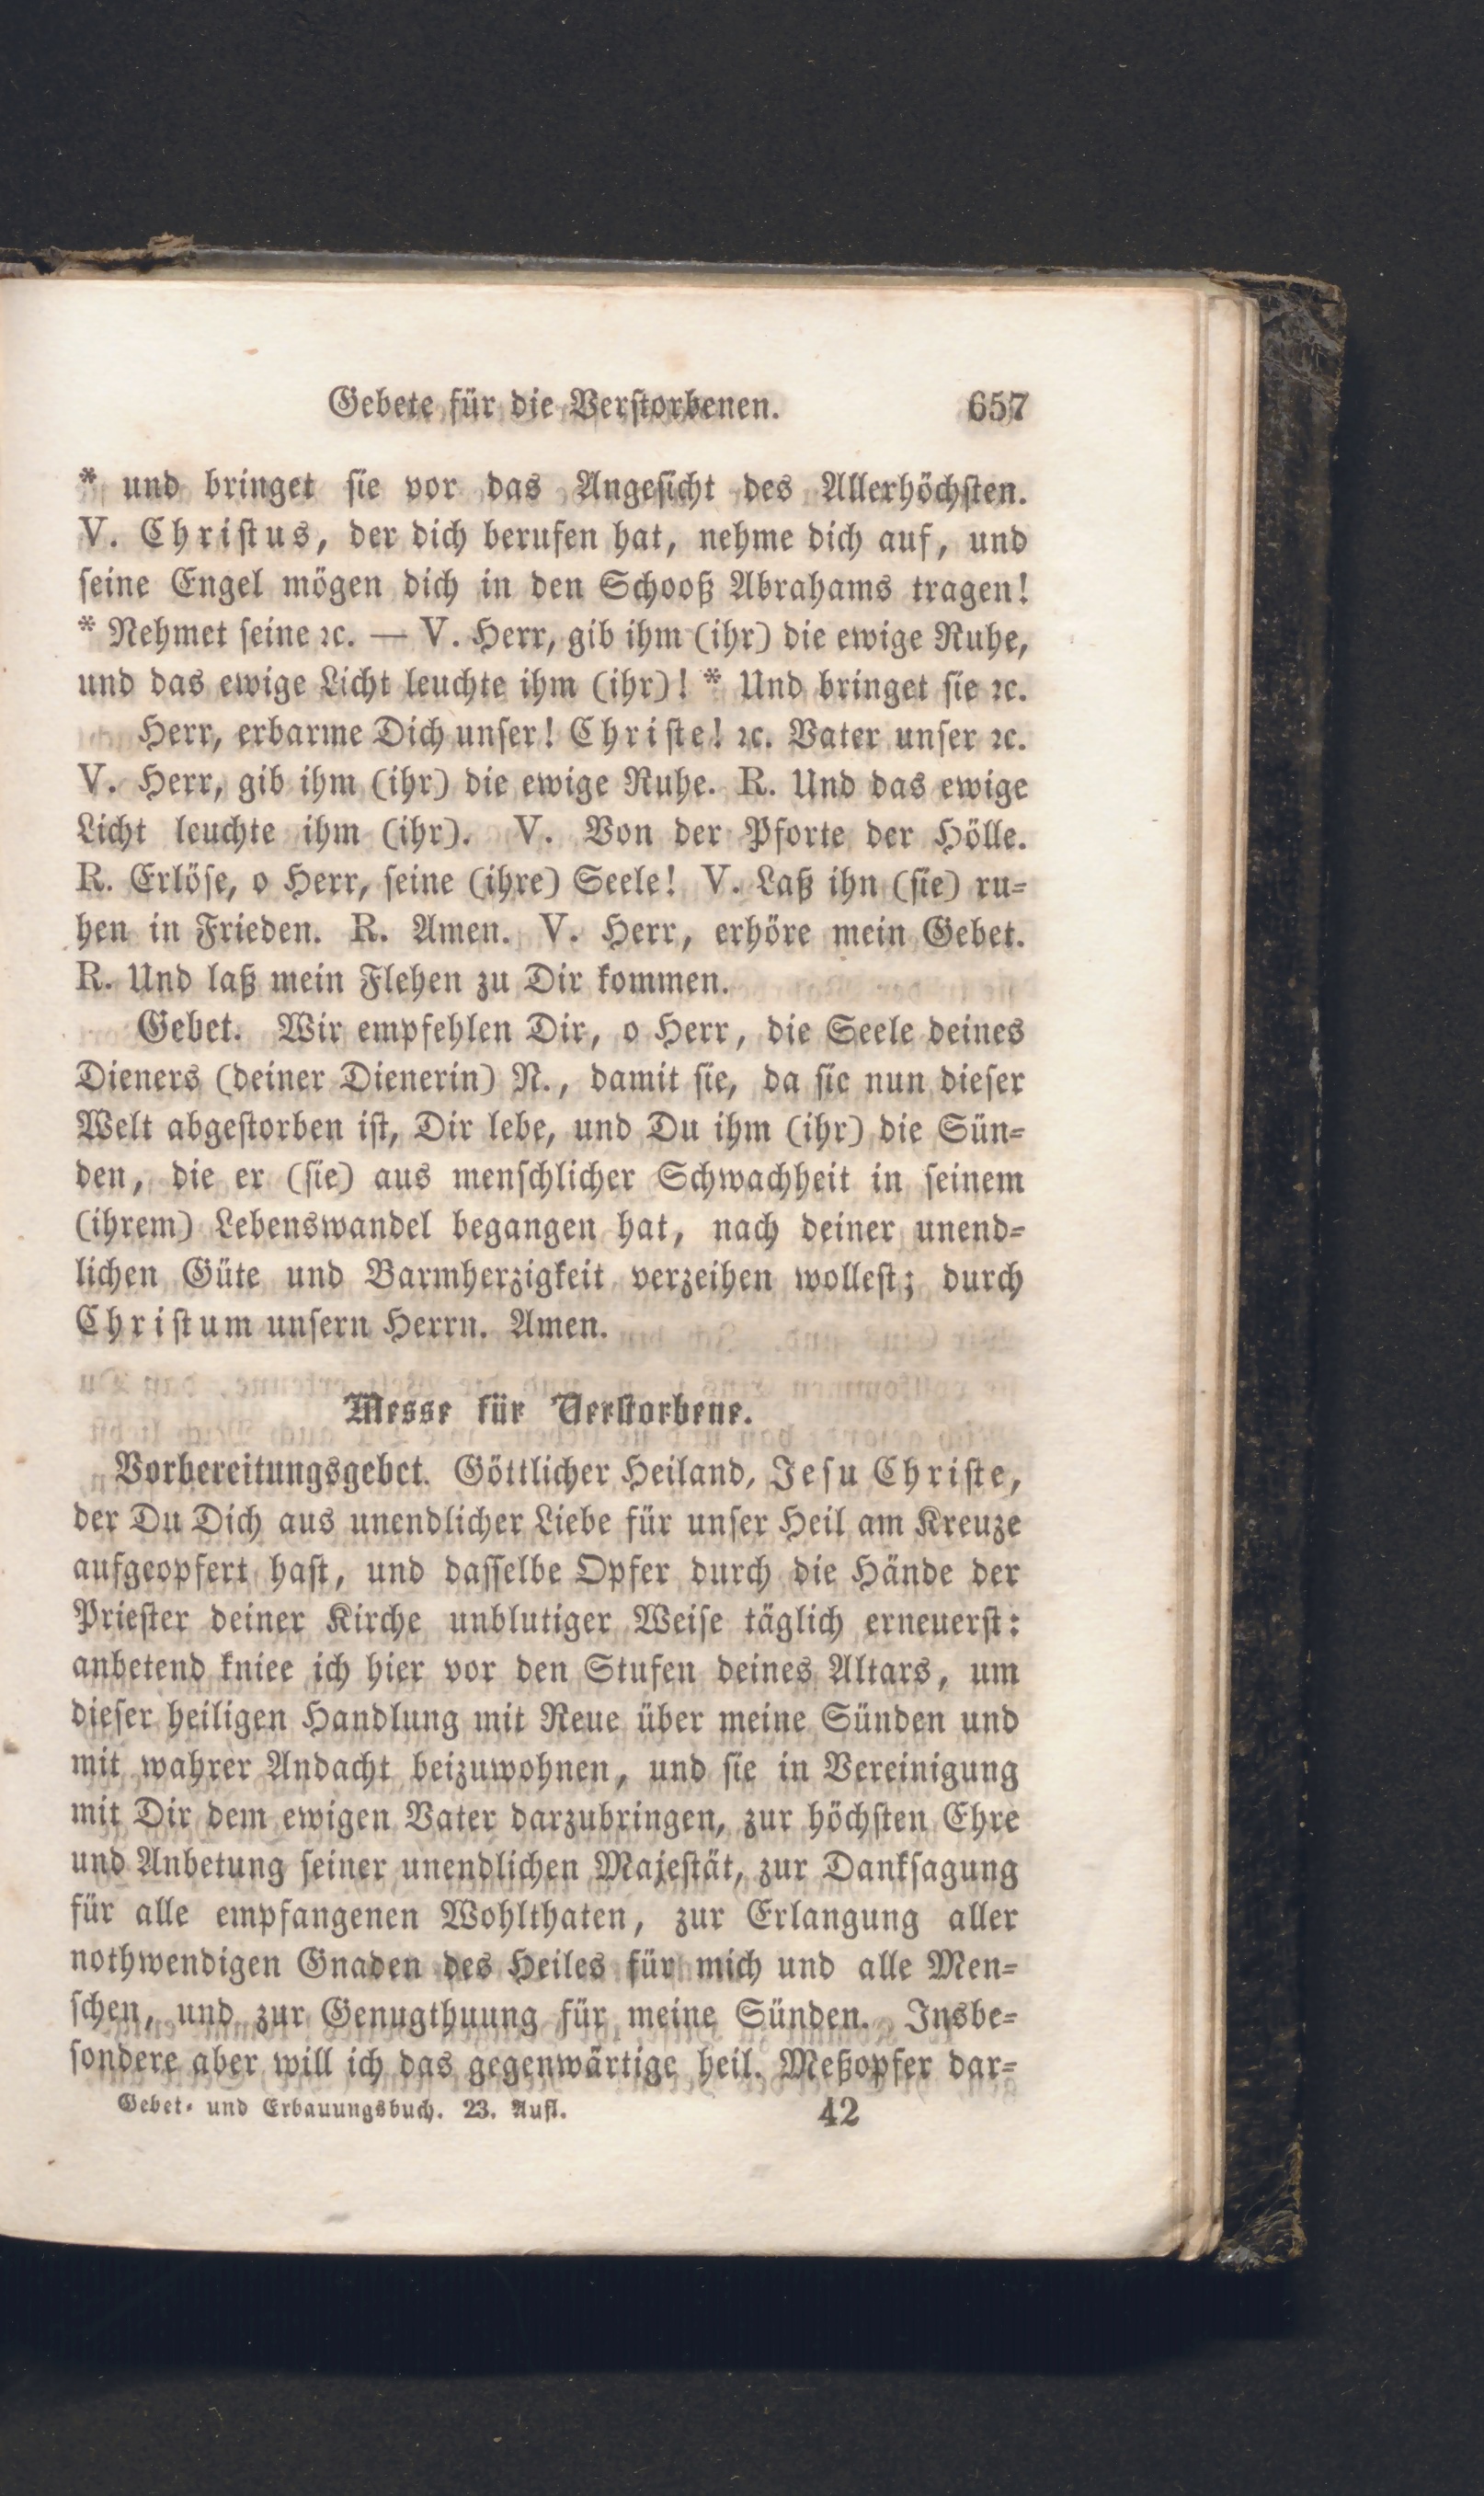 Gebete für die Verstorbenen. 657
* und bringet sie vor das Angesicht des Allerhöchsten.
V. Christus, der dich berufen hat, nehme dich auf, und
seine Engel mögen dich in den Schooß Abrahams tragen!
* Nehmet seine ꝛc. — V. Herr, gib ihm (ihr) die ewige Ruhe,
und das ewige Licht leuchte ihm (ihr)! * Und bringet sie ꝛc.
Herr, erbarme Dich unser! Christe! ꝛc. Vater unser ꝛc.
V. Herr, gib ihm (ihr) die ewige Ruhe. R. Und das ewige
Licht leuchte ihm (ihr). V. Von der Pforte der Hölle.
R. Erlöse, o Herr, seine (ihre) Seele! V. Laß ihn (sie) ru-
hen in Frieden. R. Amen. V. Herr, erhöre mein Gebet.
R. Und laß mein Flehen zu Dir kommen.
Gebet. Wir empfehlen Dir, o Herr, die Seele deines
Dieners (deiner Dienerin) N., damit sie, da sie nun dieser
Welt abgestorben ist, Dir lebe, und Du ihm (ihr) die Sün-
den, die er (sie) aus menschlicher Schwachheit in seinem
(ihrem) Lebenswandel begangen hat, nach deiner unend-
lichen Güte und Barmherzigkeit verzeihen wollest; durch
Christum unsern Herrn. Amen.
Messe für Verstorbene.
Vorbereitungsgebet. Göttlicher Heiland, Jesu Christe,
der Du Dich aus unendlicher Liebe für unser Heil am Kreuze
aufgeopfert hast, und dasselbe Opfer durch die Hände der
Priester deiner Kirche unblutiger Weise täglich erneuerst:
anbetend kniee ich hier vor den Stufen deines Altars, um
dieser heiligen Handlung mit Reue über meine Sünden und
mit wahrer Andacht beizuwohnen, und sie in Vereinigung
mit Dir dem ewigen Vater darzubringen, zur höchsten Ehre
und Anbetung seiner unendlichen Majestät, zur Danksagung
für alle empfangenen Wohlthaten, zur Erlangung aller
nothwendigen Gnaden des Heiles für mich und alle Men-
schen, und zur Genugthuung für meine Sünden. Insbe-
sondere aber will ich das gegenwärtige heil. Meßopfer dar-
Gebet- und Erbauungsbuch. 23. Aufl. 42